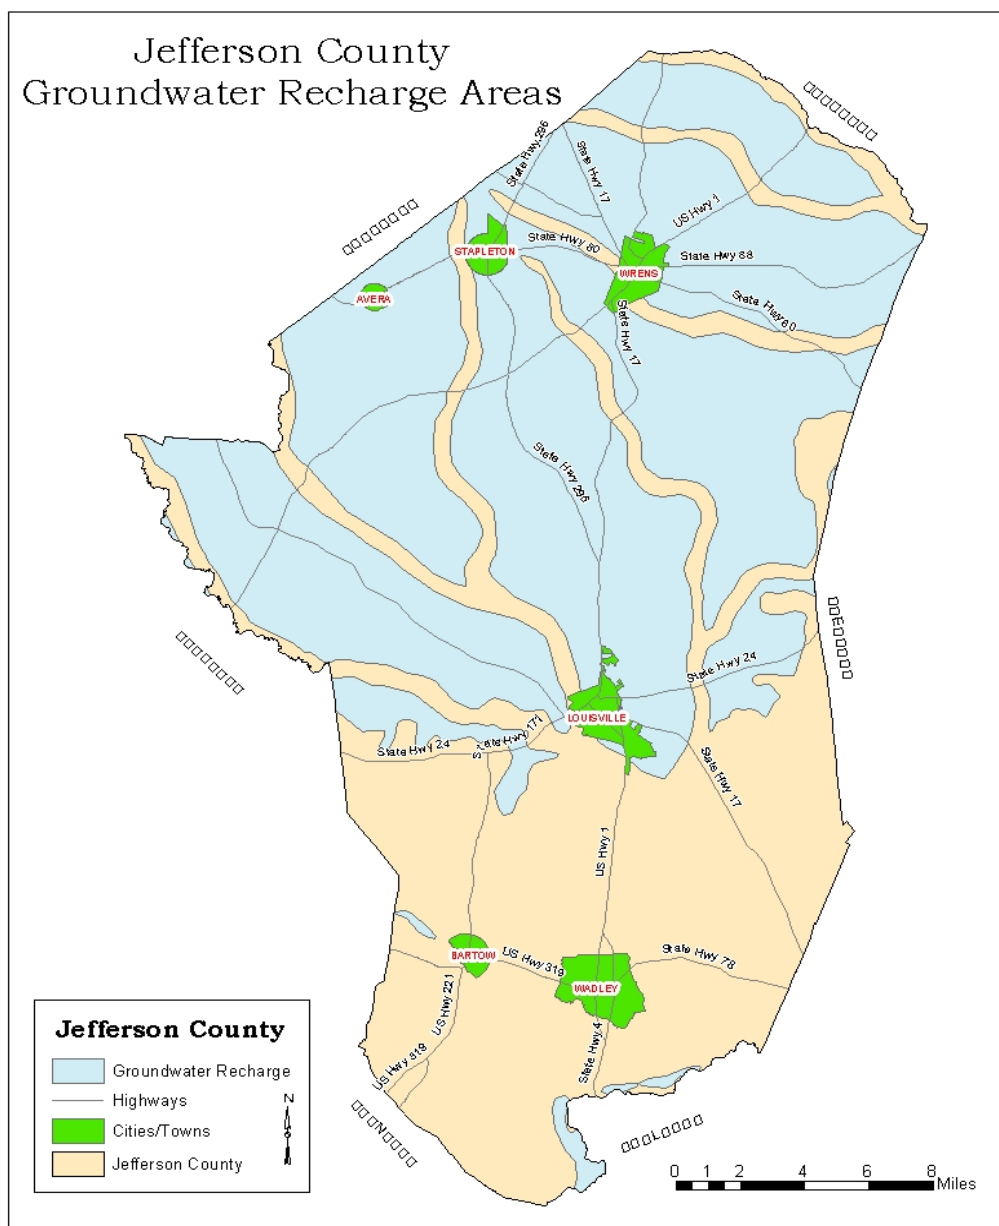 Jefferson County
Groundwater Recharge Areas
State Hwy 296
State Hwy 17
US Hwy 1
STAPLETON
State Hwy 80
WRENS
State Hwy 88
AVERA
State Hwy 80
State Hwy 17
State Hwy 296
State Hwy 24
LOUISVILLE
State Hwy 171
State Hwy 24
State Hwy 17
US Hwy 1
BARTOW
US Hwy 319
State Hwy 78
WADLEY
US Hwy 221
State Hwy 4
US Hwy 319
Jefferson County
Groundwater Recharge
Highways
N
Cities/Towns
Jefferson County
0 1 2 4 6 8
Miles